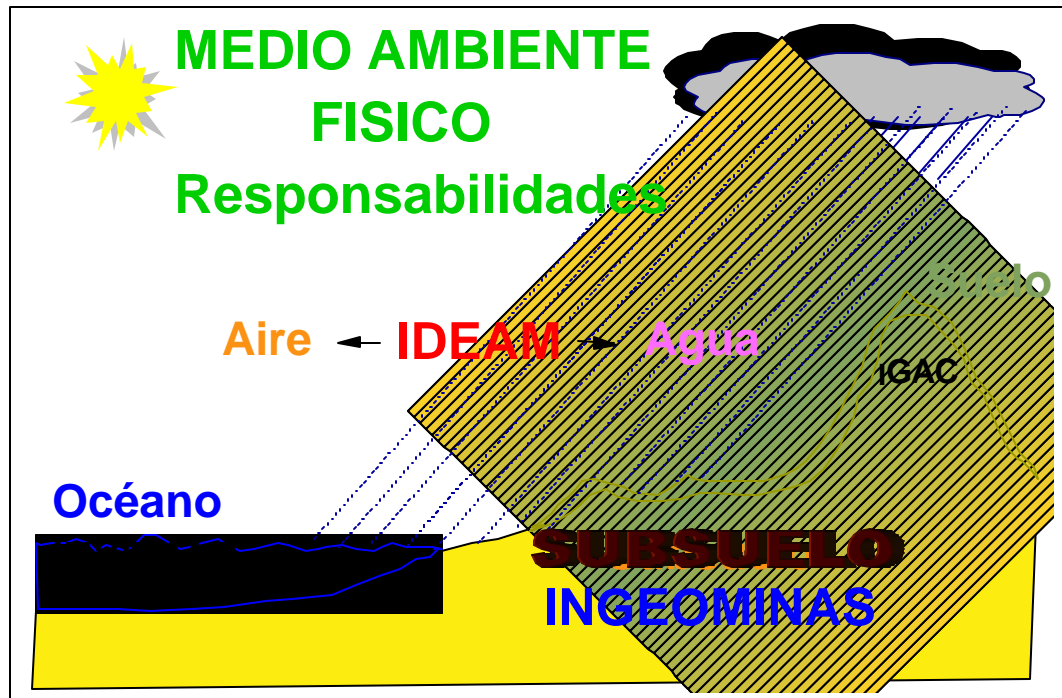 MEDIO AMBIENTE
FISICO
Responsabilidades
Suelo
Aire IDEAM Agua
IGAC
Océano
SUBSUELO
INGEOMINAS